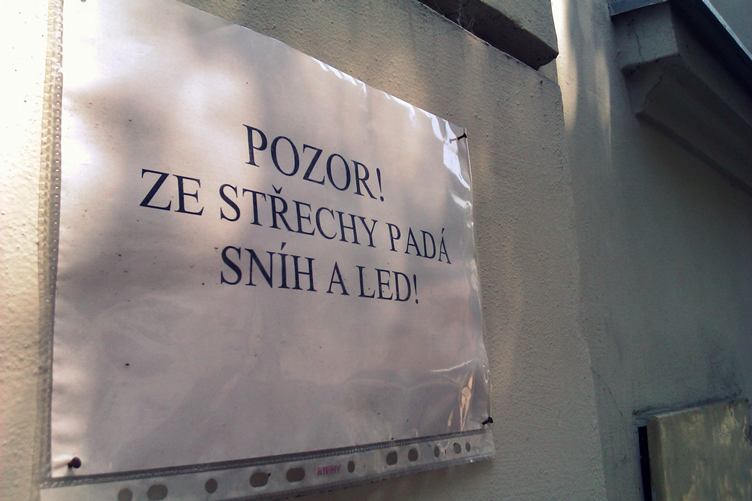 POZOR!
ZE STŘECHY PADÁ
SNÍH A LED!